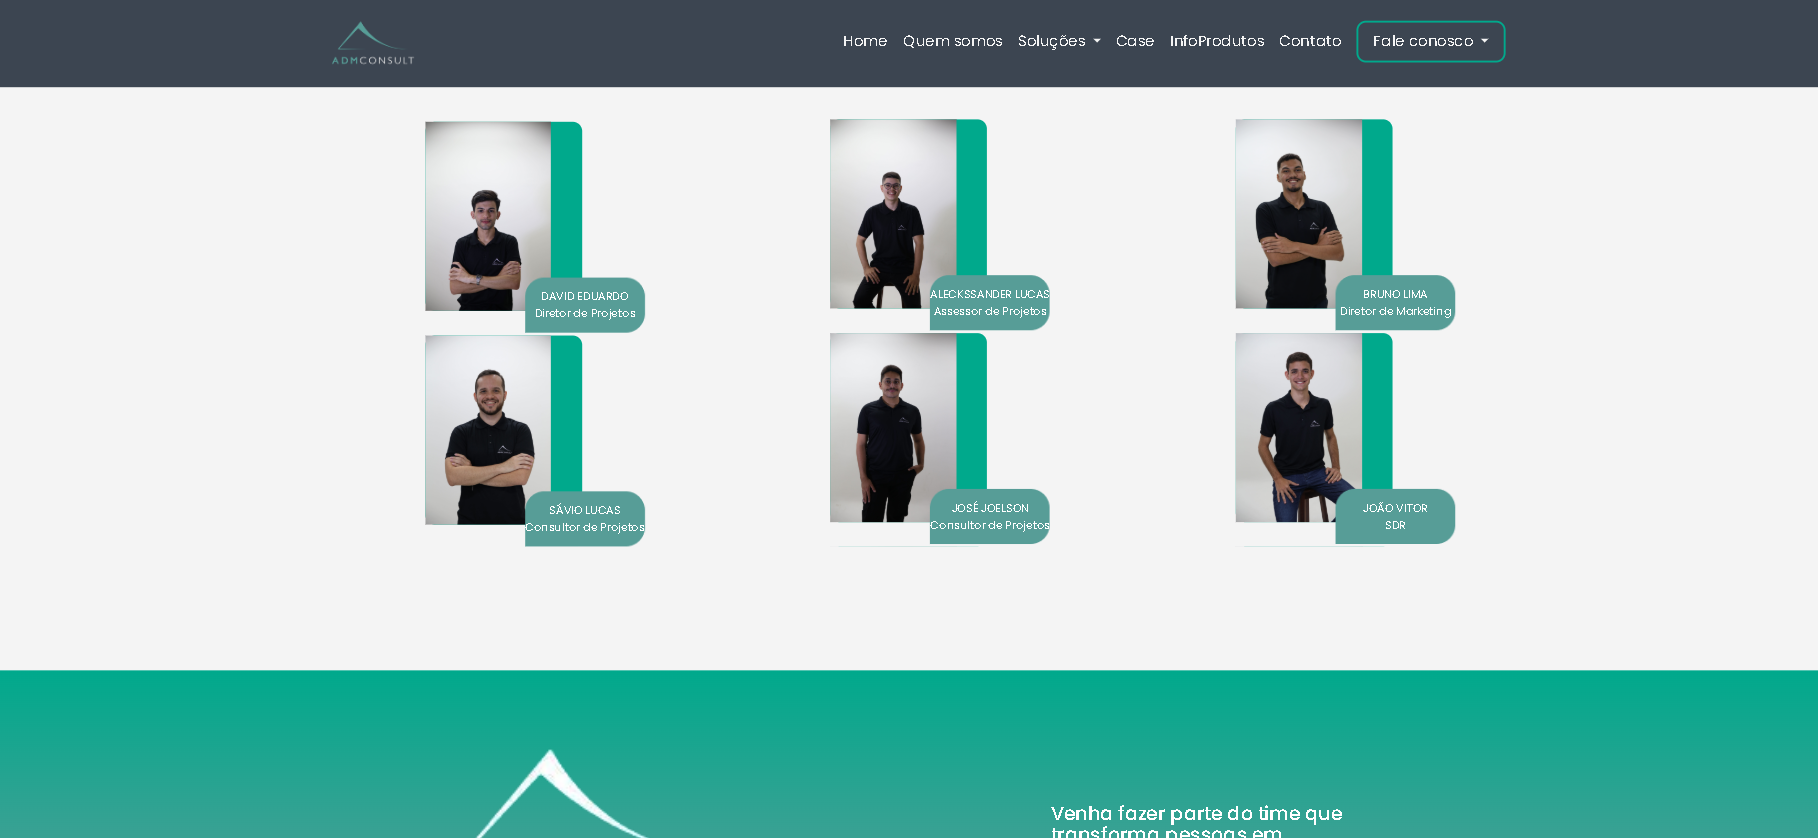 ADMCONSULT
Home Quem somos Soluções Case InfoProdutos Contato Fale conosco
DAVID EDUARDO
Diretor de Projetos
ALECKSSANDER LUCAS
Assessor de Projetos
BRUNO LIMA
Diretor de Marketing
SÁVIO LUCAS
Consultor de Projetos
JOSÉ JOELSON
Consultor de Projetos
JOÃO VITOR
SDR
Venha fazer parte do time que
transforma pessoas em